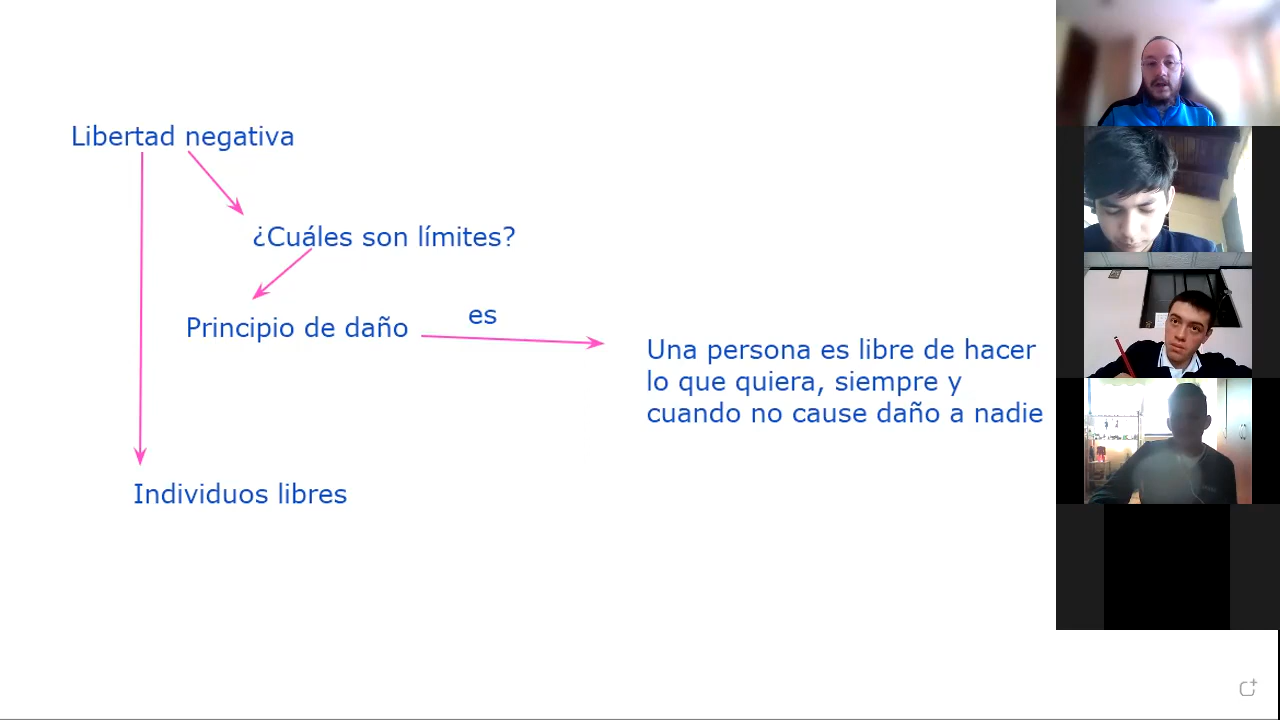 Libertad negativa
¿Cuáles son límites?
Principio de daño
es
Una persona es libre de hacer
lo que quiera, siempre y
cuando no cause daño a nadie
Individuos libres